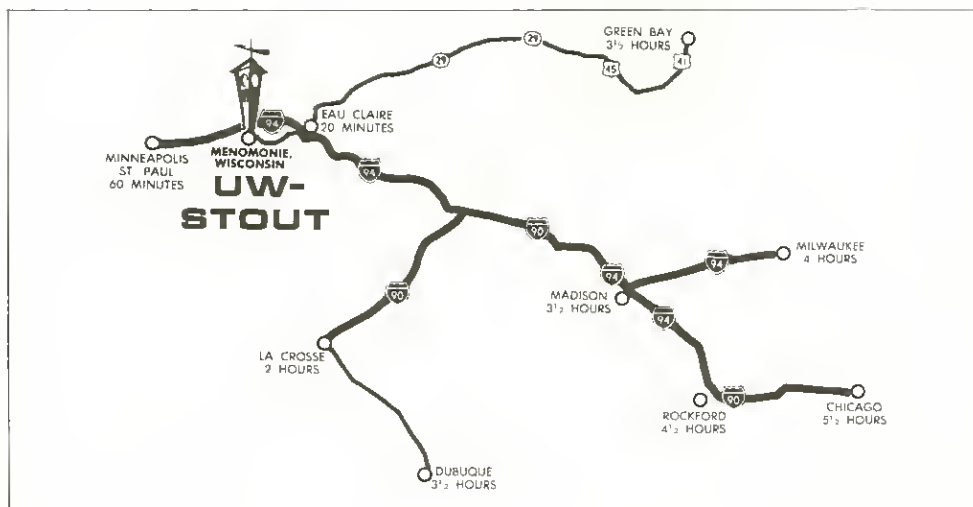 GREEN BAY
3½ HOURS
29
29
45
41
94
EAU CLAIRE
20 MINUTES
MINNEAPOLIS
ST PAUL
60 MINUTES
MENOMONIE,
WISCONSIN
UW-
STOUT
94
90
94
MILWAUKEE
4 HOURS
94
MADISON
3½ HOURS
90
94
LA CROSSE
2 HOURS
ROCKFORD
4½ HOURS
90
CHICAGO
5½ HOURS
DUBUQUE
3½ HOURS